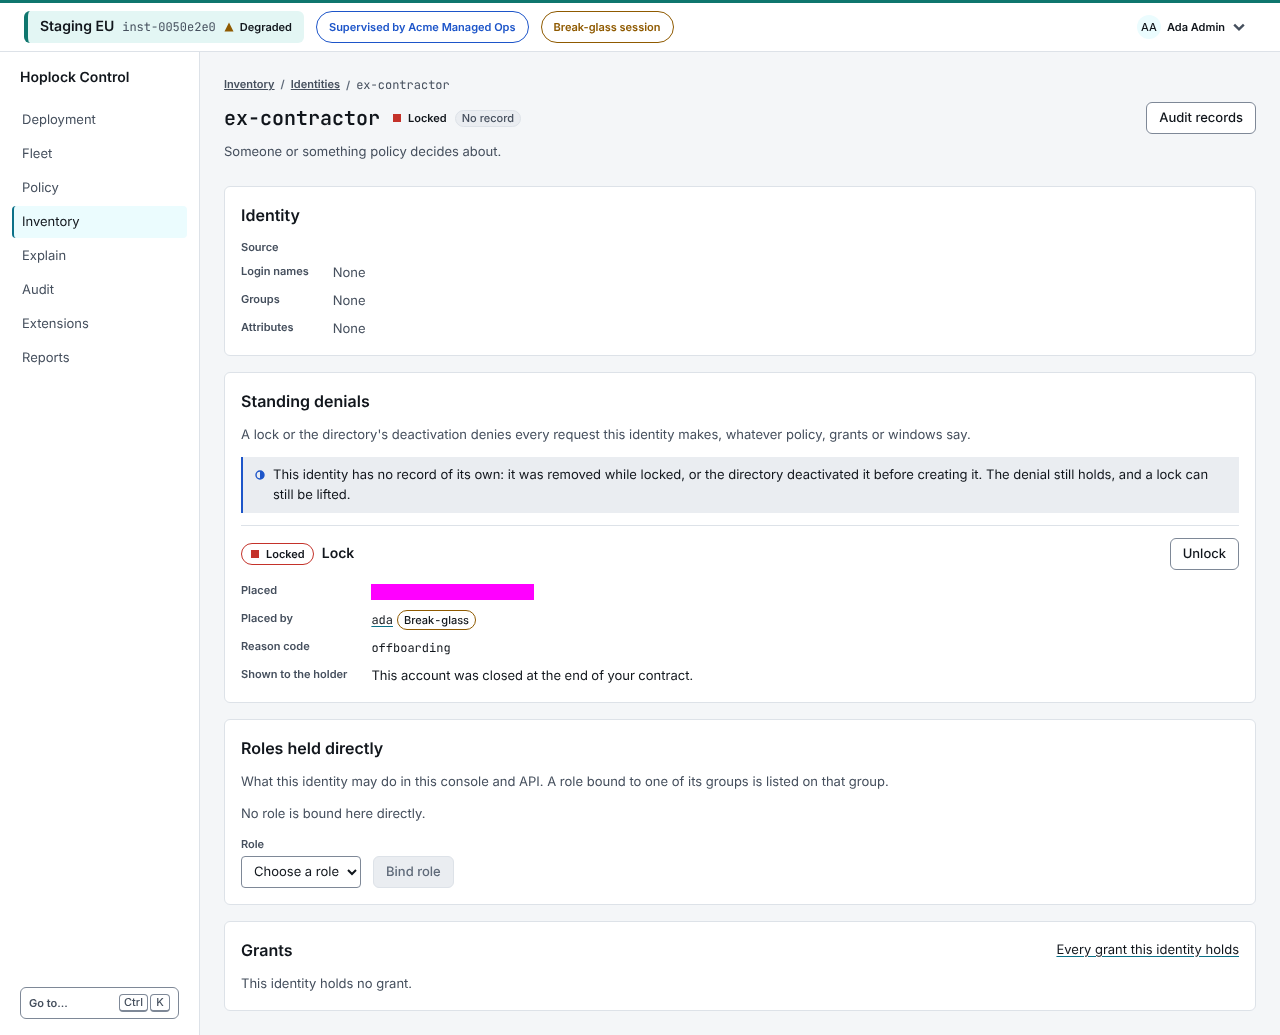 Staging EU inst-0050e2e0 Degraded
Supervised by Acme Managed Ops
Break-glass session
AA Ada Admin
Hoplock Control
Deployment
Fleet
Policy
Inventory
Explain
Audit
Extensions
Reports
Go to...
Ctrl K
Inventory / Identities / ex-contractor
ex-contractor Locked No record
Audit records
Someone or something policy decides about.
Identity
Source
Login names None
Groups None
Attributes None
Standing denials
A lock or the directory's deactivation denies every request this identity makes, whatever policy, grants or windows say.
This identity has no record of its own: it was removed while locked, or the directory deactivated it before creating it. The denial still holds, and a lock can
still be lifted.
Locked Lock
Unlock
Placed
Placed by ada Break-glass
Reason code offboarding
Shown to the holder This account was closed at the end of your contract.
Roles held directly
What this identity may do in this console and API. A role bound to one of its groups is listed on that group.
No role is bound here directly.
Role
Choose a role Bind role
Grants
Every grant this identity holds
This identity holds no grant.